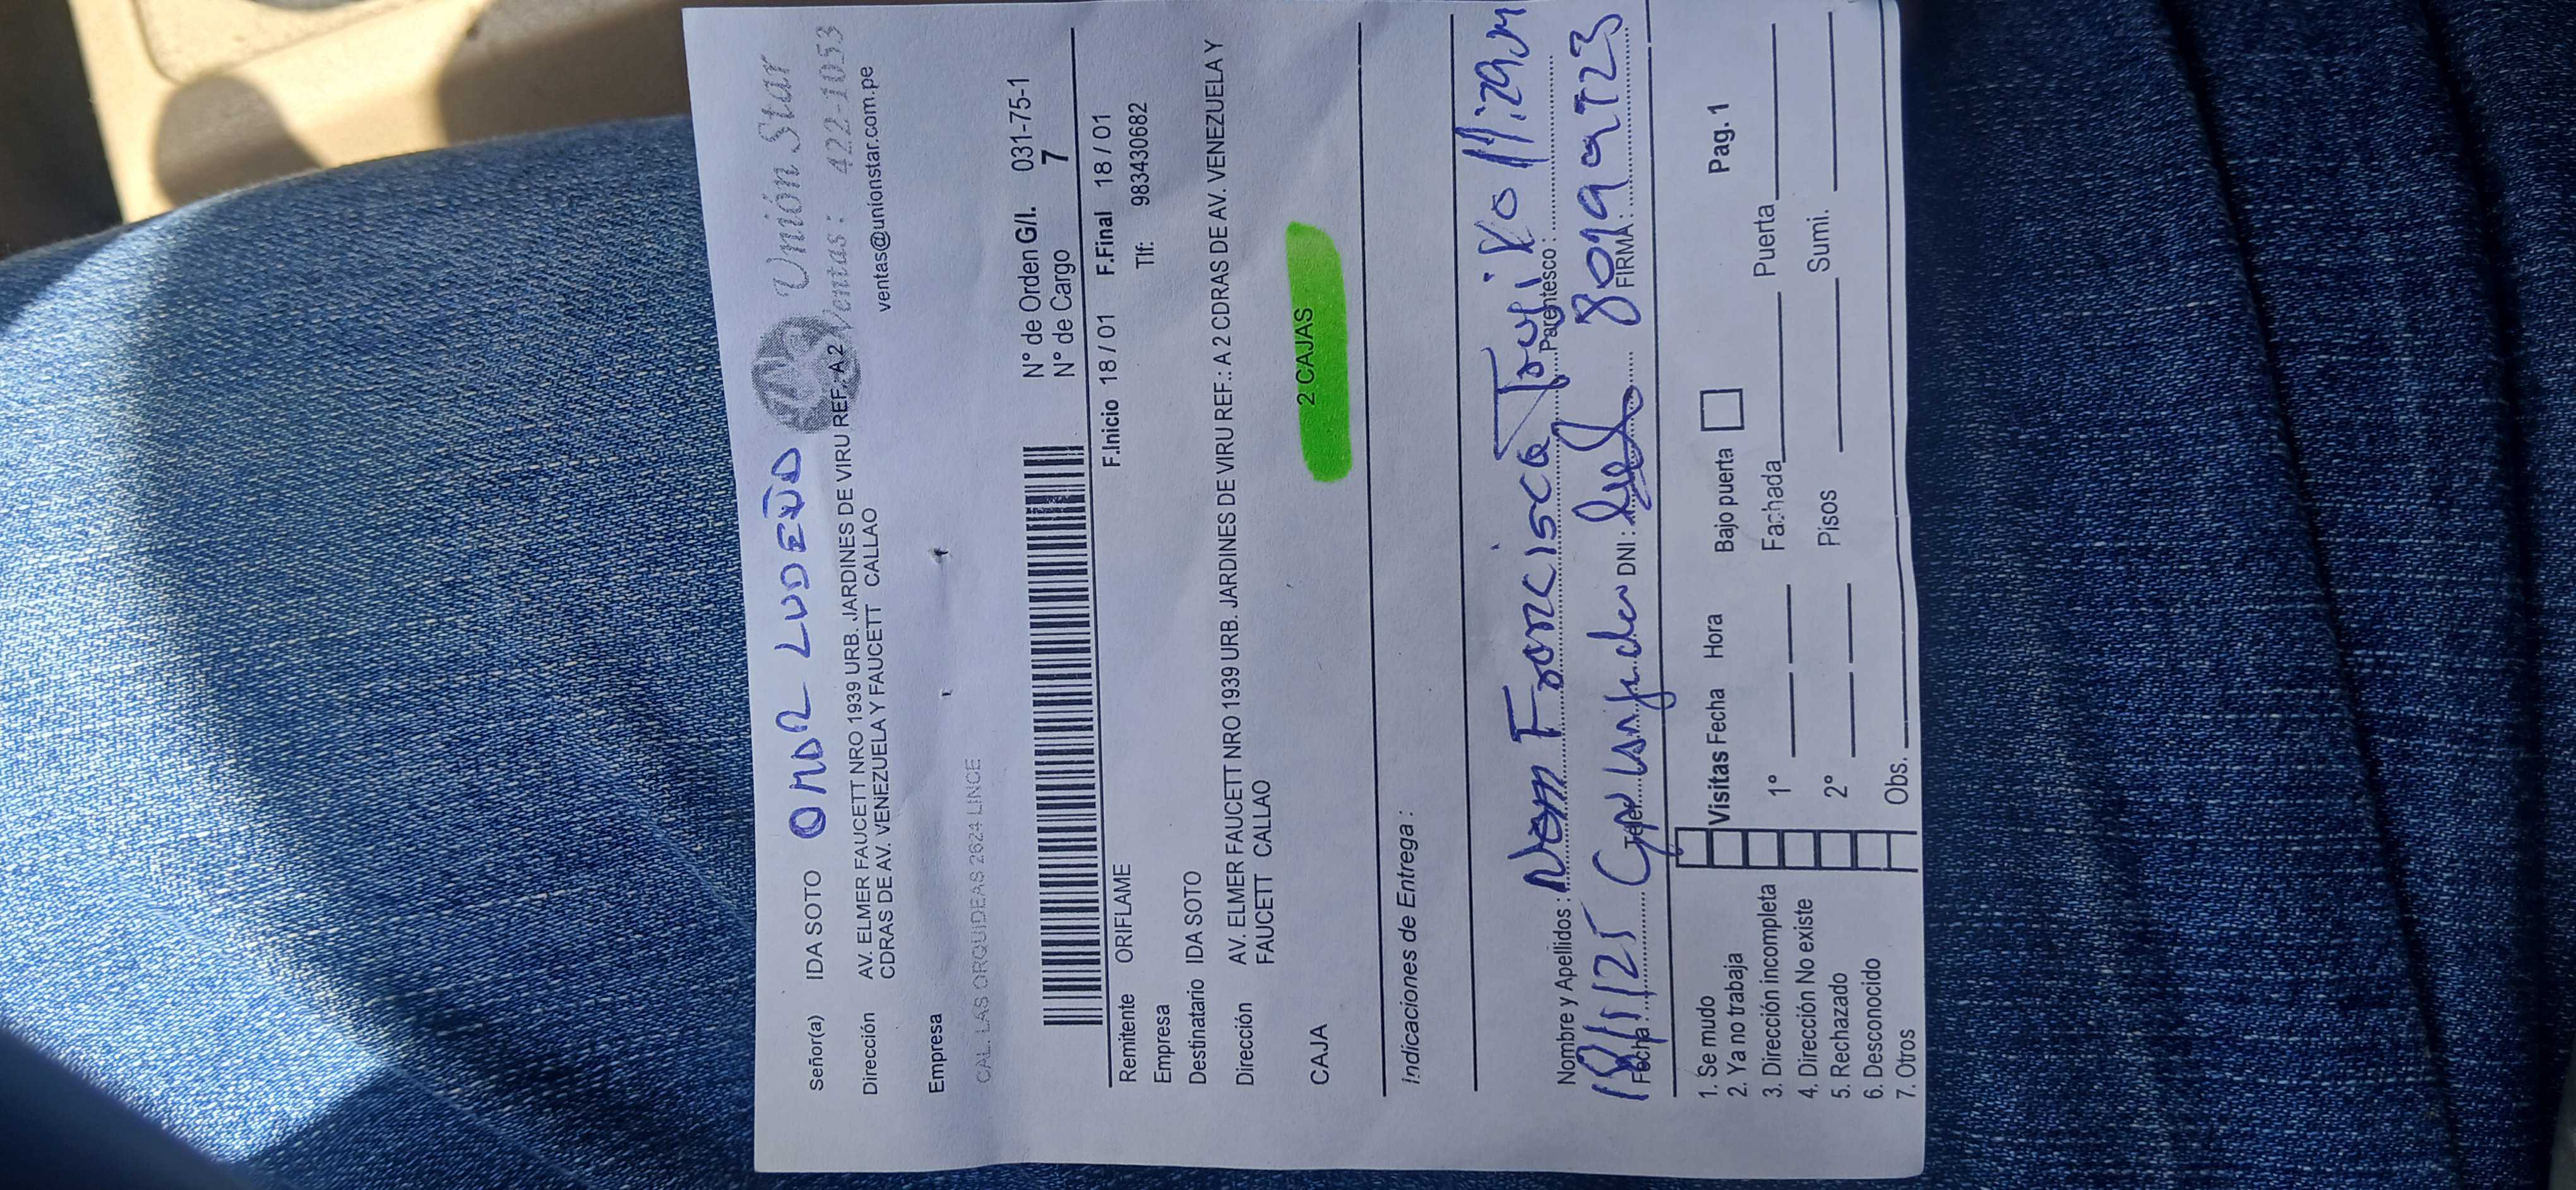 Señor(a) IDA SOTO OMAR LUDEÑO
Unión Star
Ventas: 422-1053
ventas@unionstar.com.pe
Dirección AV. ELMER FAUCETT NRO 1939 URB. JARDINES DE VIRU REF.: A 2
CDRAS DE AV. VENEZUELA Y FAUCETT CALLAO
Empresa
CAL. LAS ORQUIDEAS 2624 LINCE
N° de Orden G/I. 031-75-1
N° de Cargo 7
F.Inicio 18 / 01 F.Final 18 / 01
Remitente ORIFLAME Tlf: 983430682
Empresa
Destinatario IDA SOTO
Dirección AV. ELMER FAUCETT NRO 1939 URB. JARDINES DE VIRU REF.: A 2 CDRAS DE AV. VENEZUELA Y
FAUCETT CALLAO
CAJA 2 CAJAS
Indicaciones de Entrega :
Nombre y Apellidos : Francisca Parentesco :
Fecha : 18/1/25 DNI : FIRMA :
1. Se mudo
2. Ya no trabaja
3. Dirección incompleta
4. Dirección No existe
5. Rechazado
6. Desconocido
7. Otros
Visitas Fecha Hora Bajo puerta Pag. 1
1° Fachada Puerta
2° Pisos Sumi.
Obs.